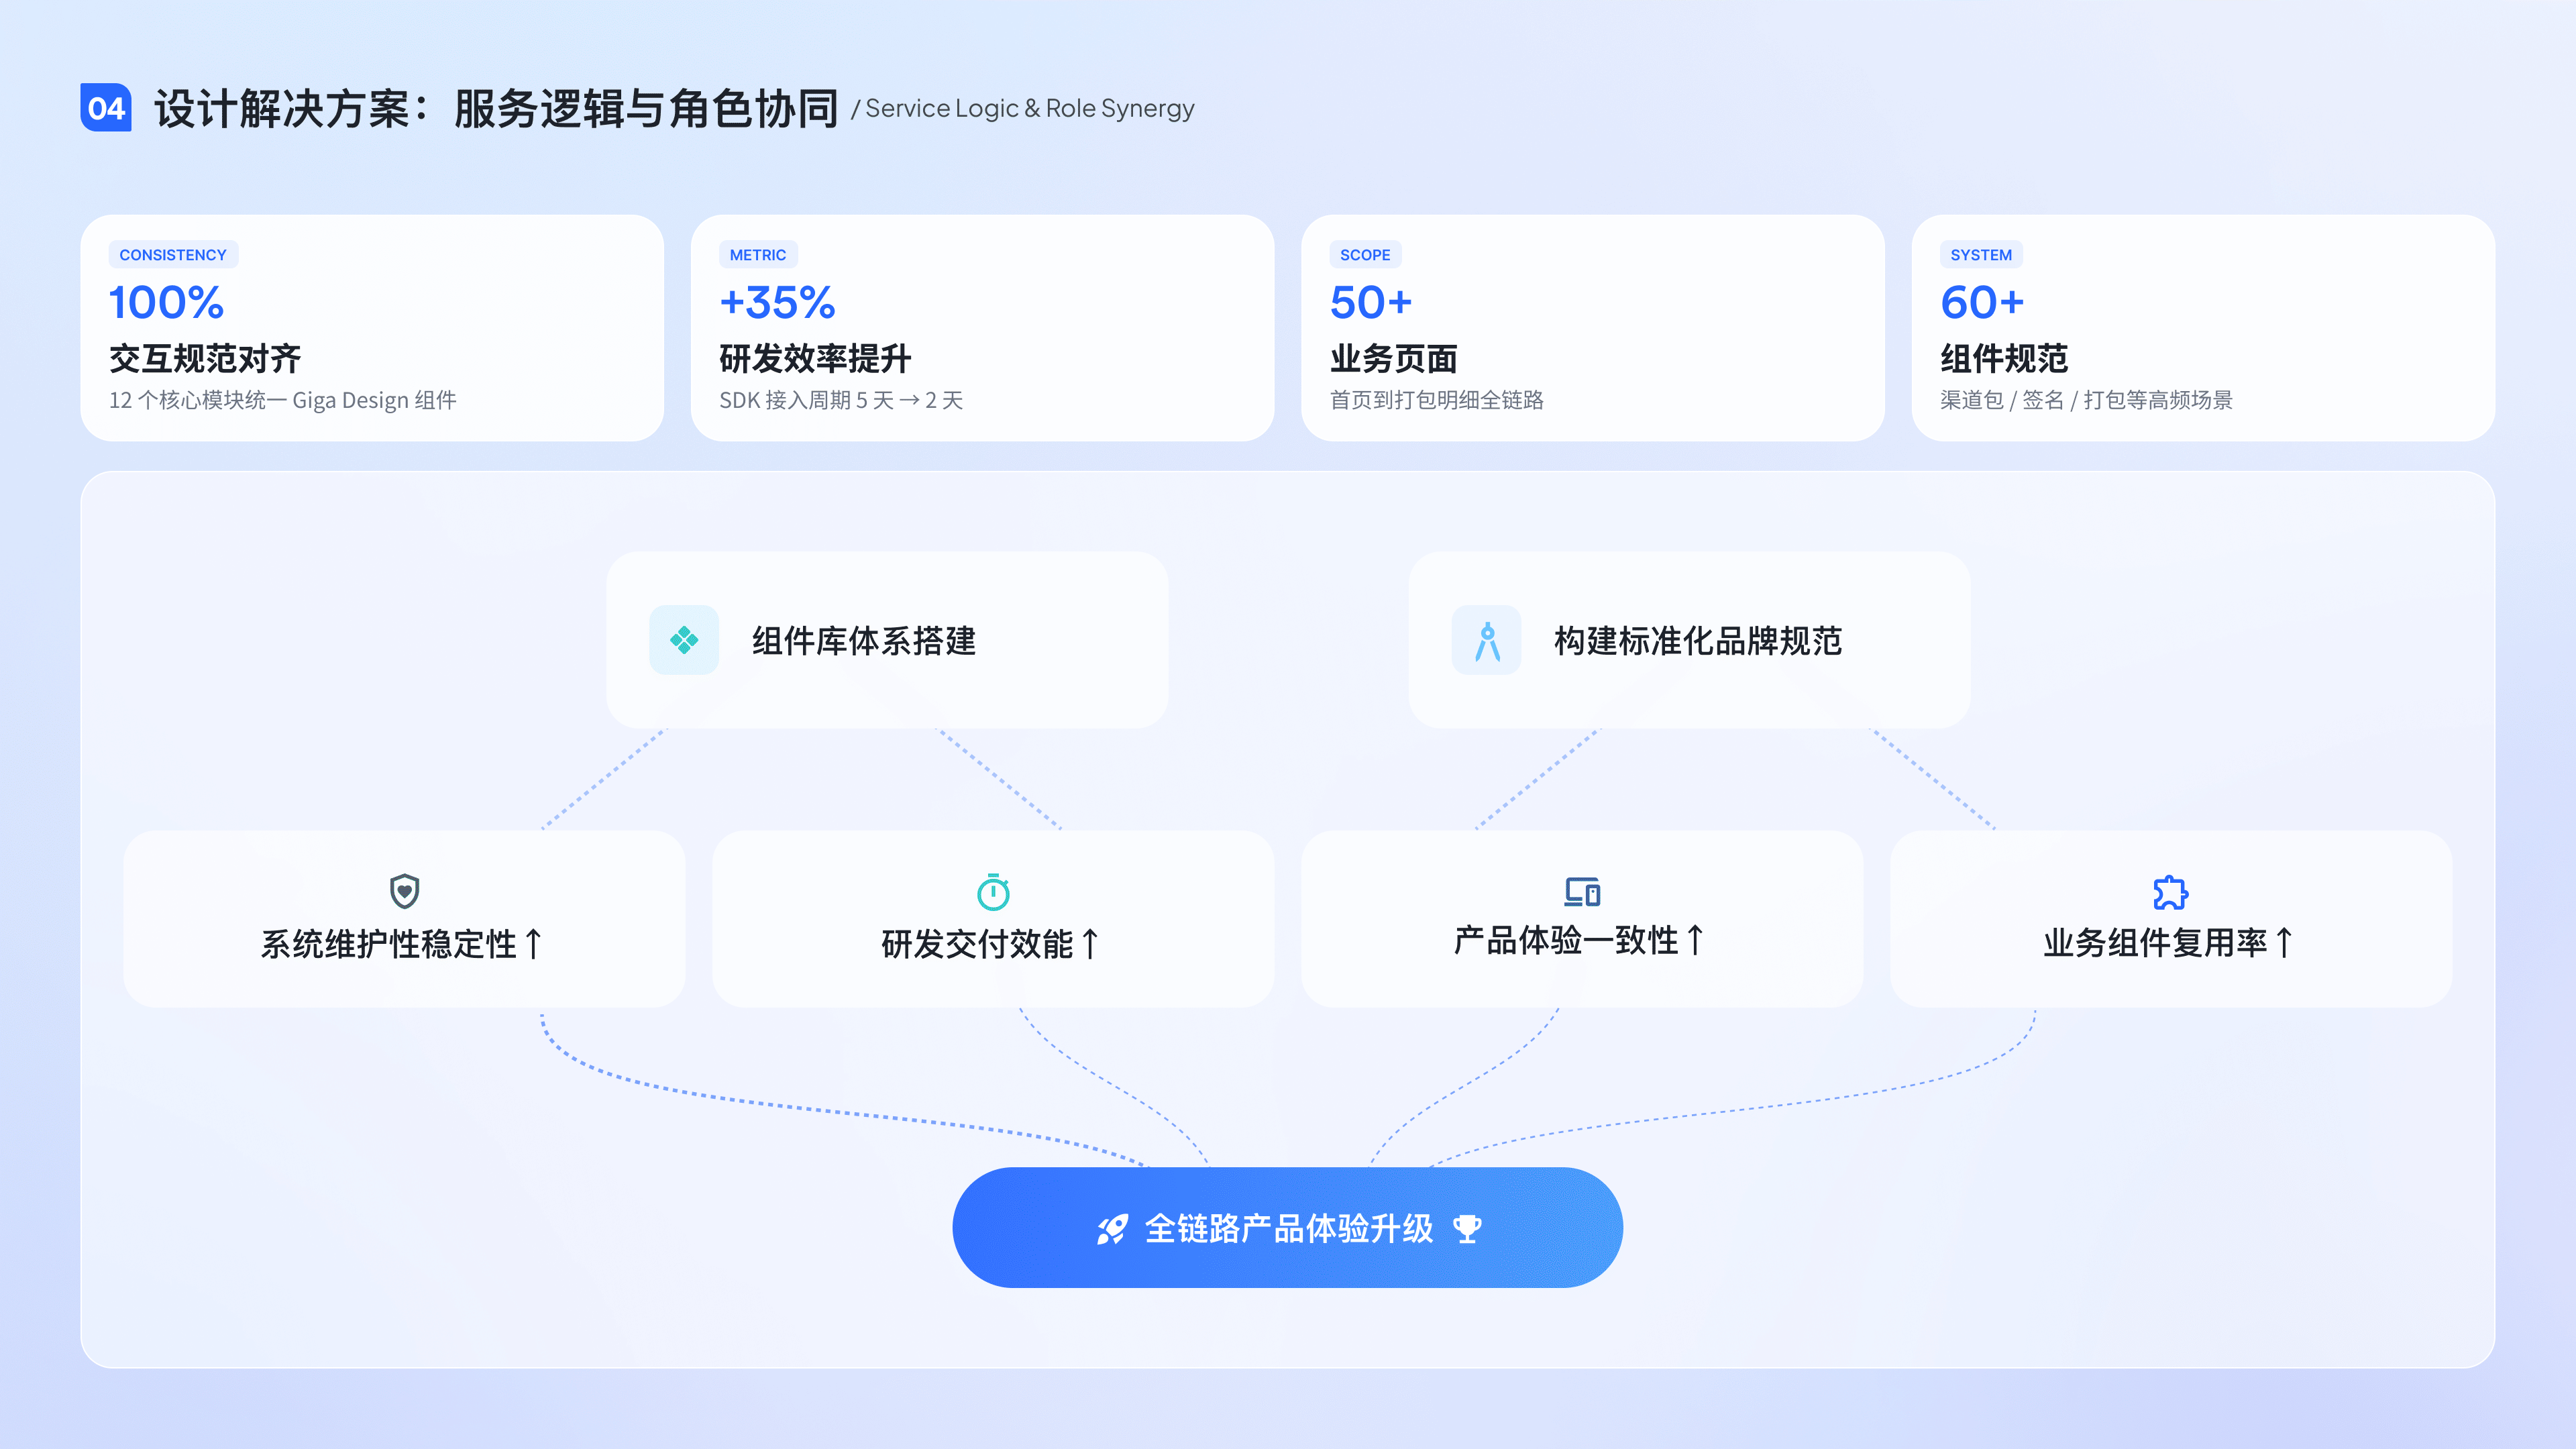 04 设计解决方案：服务逻辑与角色协同 / Service Logic & Role Synergy
CONSISTENCY
100%
交互规范对齐
12 个核心模块统一 Giga Design 组件
METRIC
+35%
研发效率提升
SDK 接入周期 5 天 → 2 天
SCOPE
50+
业务页面
首页到打包明细全链路
SYSTEM
60+
组件规范
渠道包 / 签名 / 打包等高频场景
组件库体系搭建
构建标准化品牌规范
系统维护性稳定性↑
研发交付效能↑
产品体验一致性↑
业务组件复用率↑
全链路产品体验升级